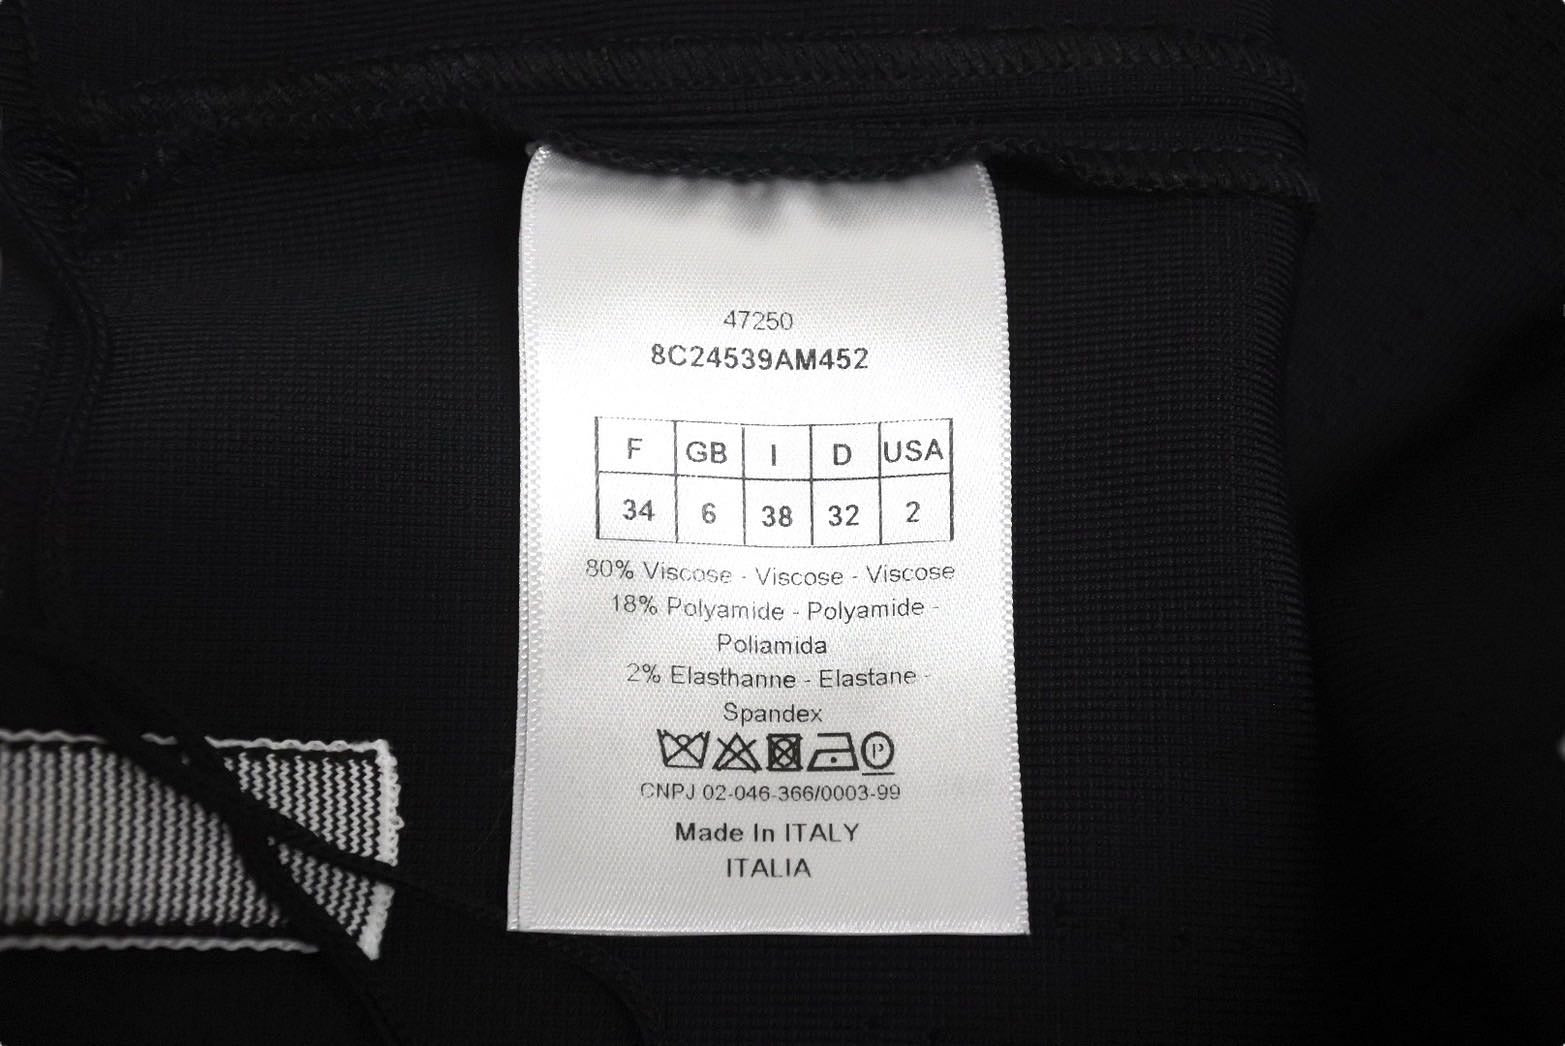 47250
8C24539AM452
F GB I D USA
34 6 38 32 2
80% Viscose - Viscose - Viscose
18% Polyamide - Polyamide -
Poliamida
2% Elasthanne - Elastane -
Spandex
P
CNPJ 02-046-366/0003-99
Made In ITALY
ITALIA